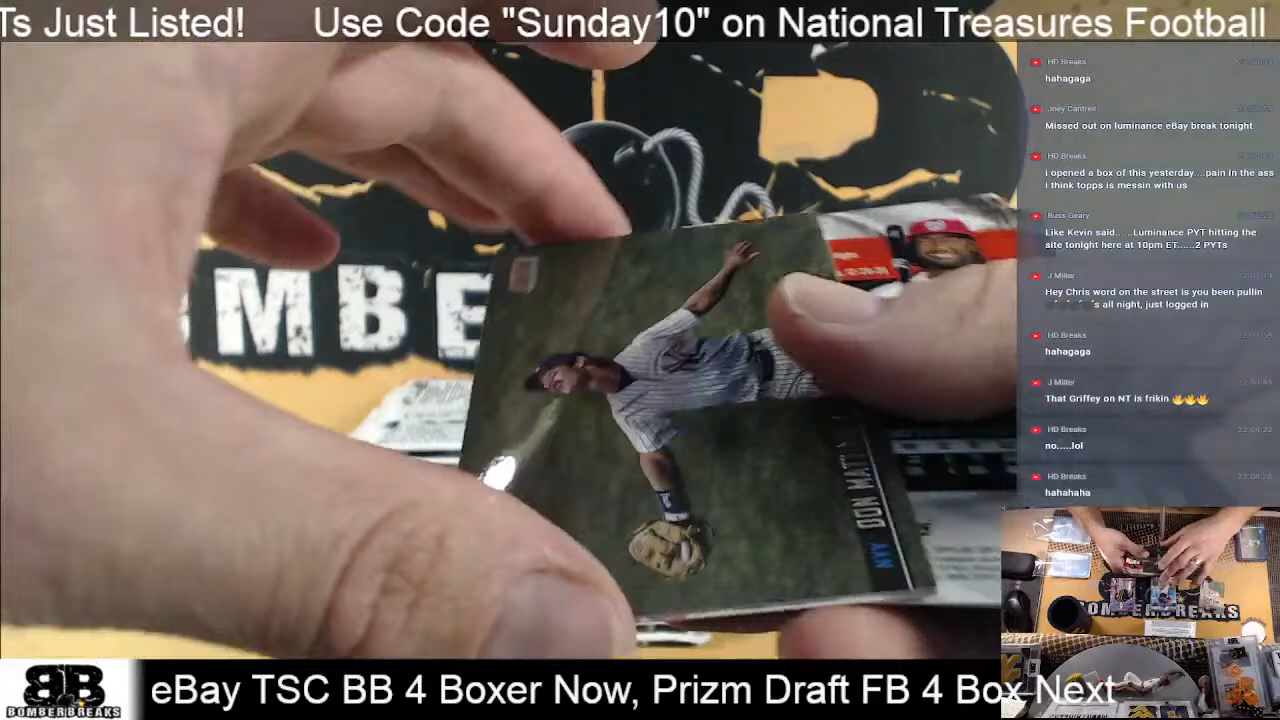 Ts Just Listed! Use Code "Sunday10" on National Treasures Football
HD Breaks
hahagaga
Joey Cantrell
Missed out on luminance eBay break tonight
HD Breaks
i opened a box of this yesterday....pain in the ass
i think topps is messin with us
Russ Geary
Like Kevin said......Luminance PYT hitting the
site tonight here at 10pm ET......2 PYTs
J Miller
Hey Chris word on the street is you been pullin
s all night, just logged in
HD Breaks
hahagaga
J Miller
That Griffey on NT is frikin 🔥🔥🔥
HD Breaks
22:04:22
no.....lol
HD Breaks
hahahaha
MBE
NYY DON
OMBERBREAKS
BB
BOMBERBREAKS
eBay TSC BB 4 Boxer Now, Prizm Draft FB 4 Box Next